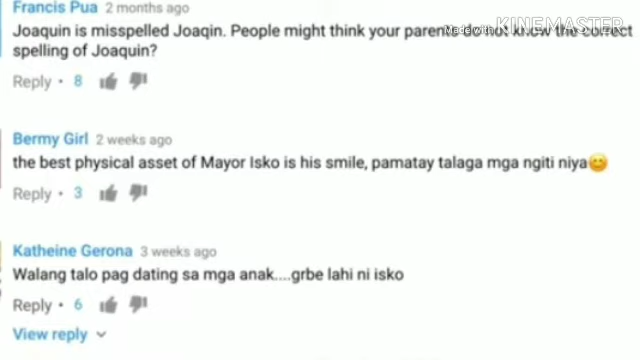 Francis Pua 2 months ago
Joaquin is misspelled Joaqin. People might think your parents do not know the correct
spelling of Joaquin?
Reply • 8
Bermy Girl 2 weeks ago
the best physical asset of Mayor Isko is his smile, pamatay talaga mga ngiti niya😊
Reply • 3
Katheine Gerona 3 weeks ago
Walang talo pag dating sa mga anak....grbe lahi ni isko
Reply • 6
View reply
Made with KINEMASTER